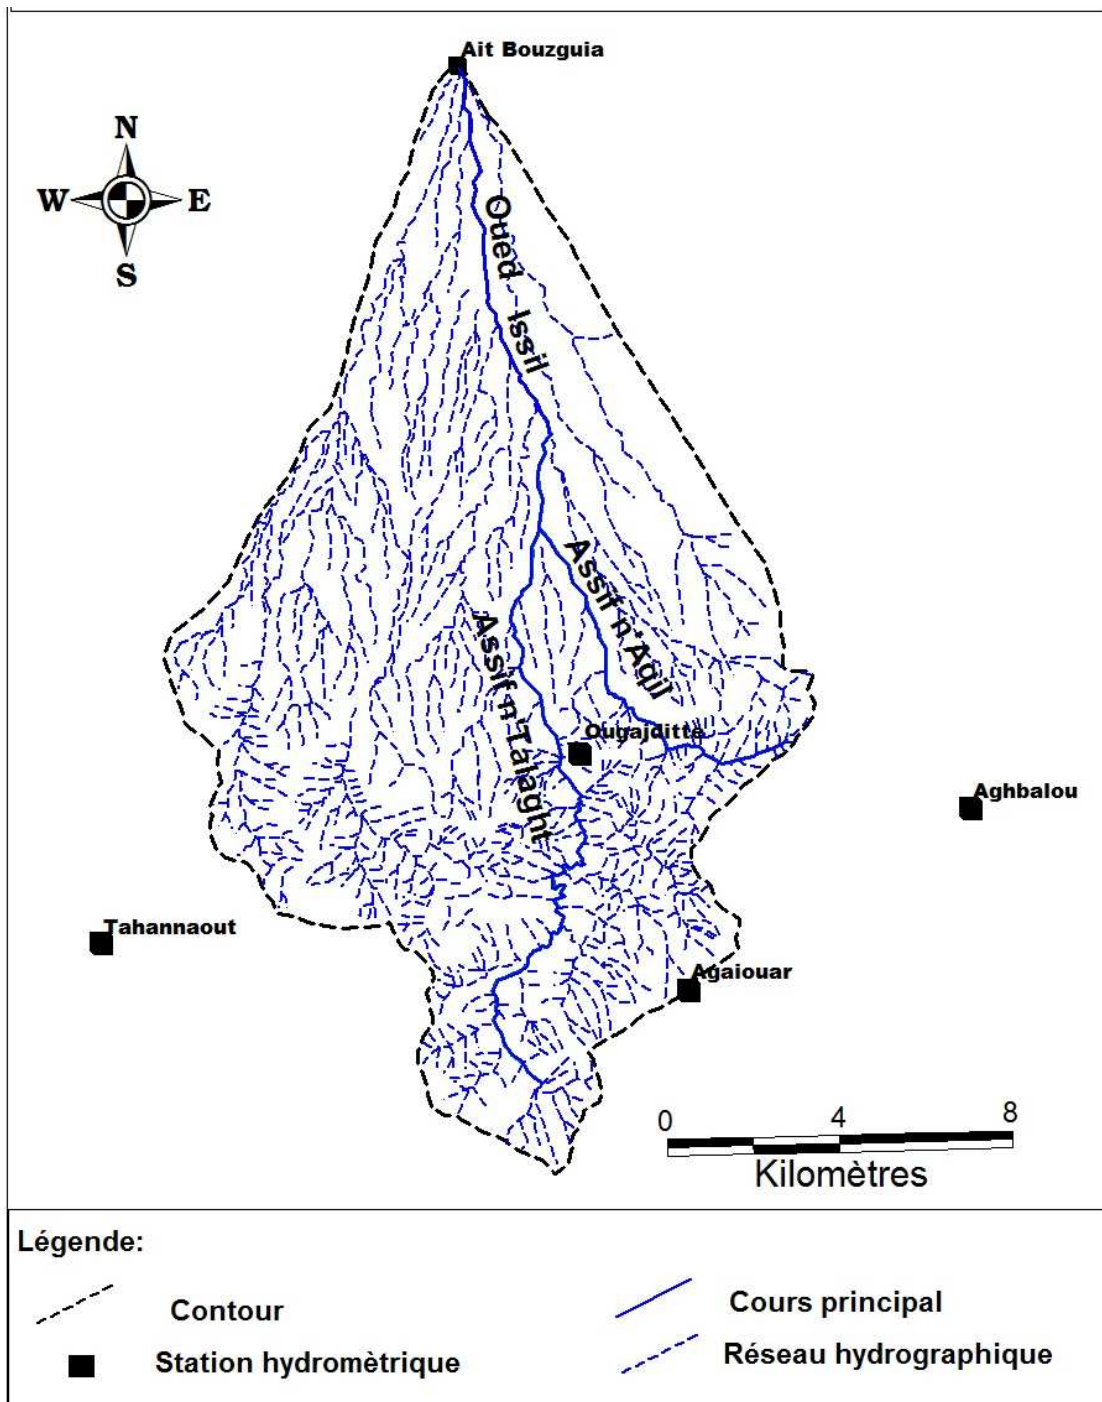 Ait Bouzguia
N
W E
S
Oued Issil
Assif n'Aqil
Assif n'Talaght
Ougajditte
Aghbalou
Tahannaout
Agaiouar
0 4 8
Kilomètres
Légende:
Contour
Cours principal
Station hydromètrique
Réseau hydrographique